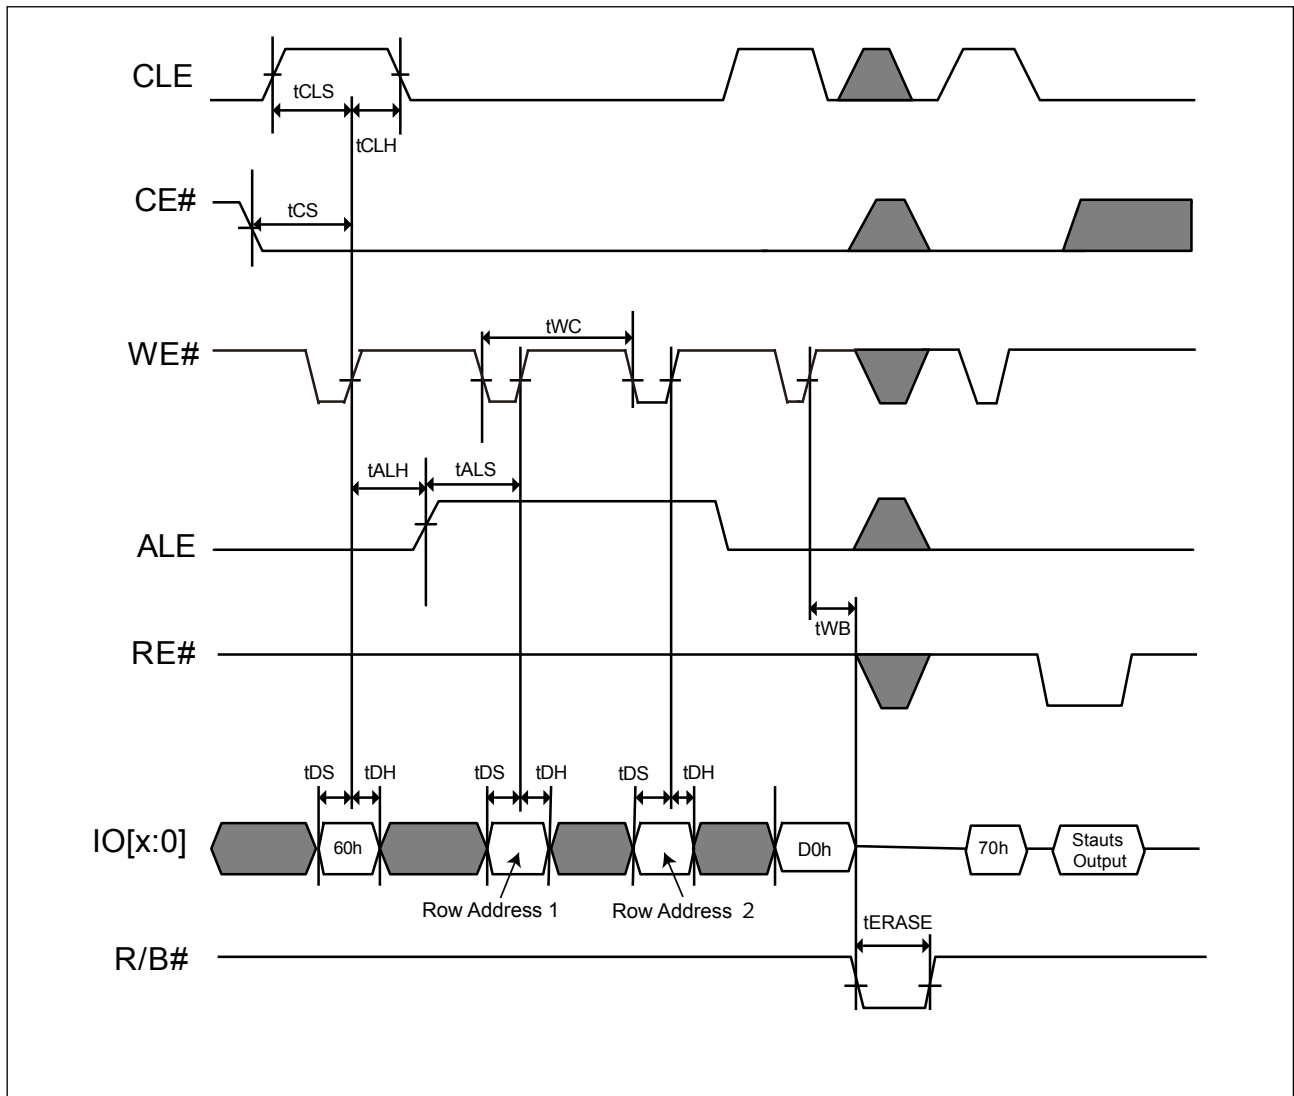 CLE
tCLS
tCLH
CE#
tCS
WE#
tWC
tALH
tALS
ALE
tWB
RE#
tDS
tDH
tDS
tDH
tDS
tDH
IO[x:0]
60h
D0h
70h
Stauts
Output
Row Address 1
Row Address 2
tERASE
R/B#